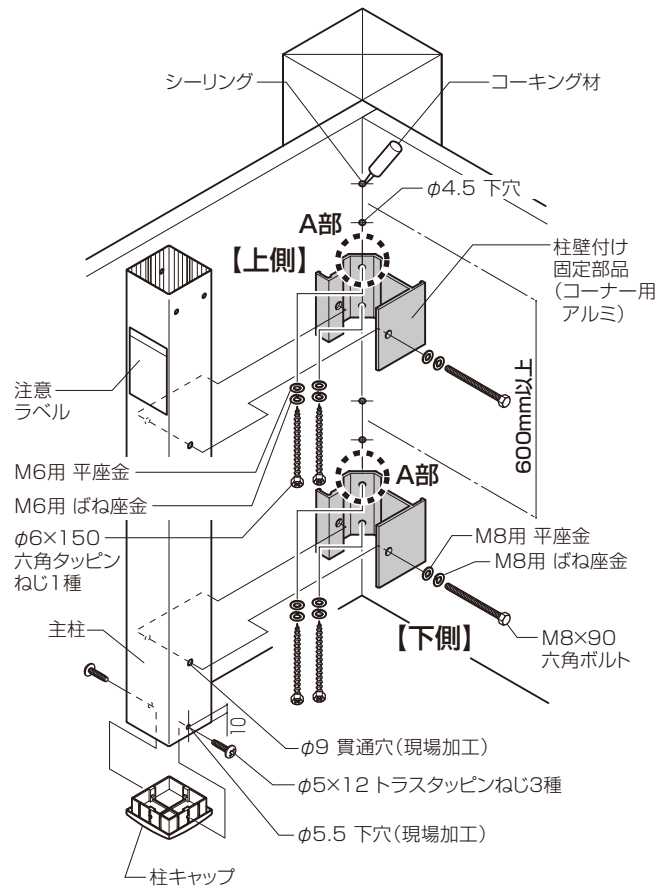 シーリング
コーキング材
φ4.5 下穴
A部
【上側】
柱壁付け
固定部品
(コーナー用
アルミ)
注意
ラベル
600mm以上
M6用 平座金
A部
M6用 ばね座金
φ6×150
六角タッピン
ねじ1種
M8用 平座金
M8用 ばね座金
主柱
【下側】
M8×90
六角ボルト
10
φ9 貫通穴(現場加工)
φ5×12 トラスタッピンねじ3種
φ5.5 下穴(現場加工)
柱キャップ